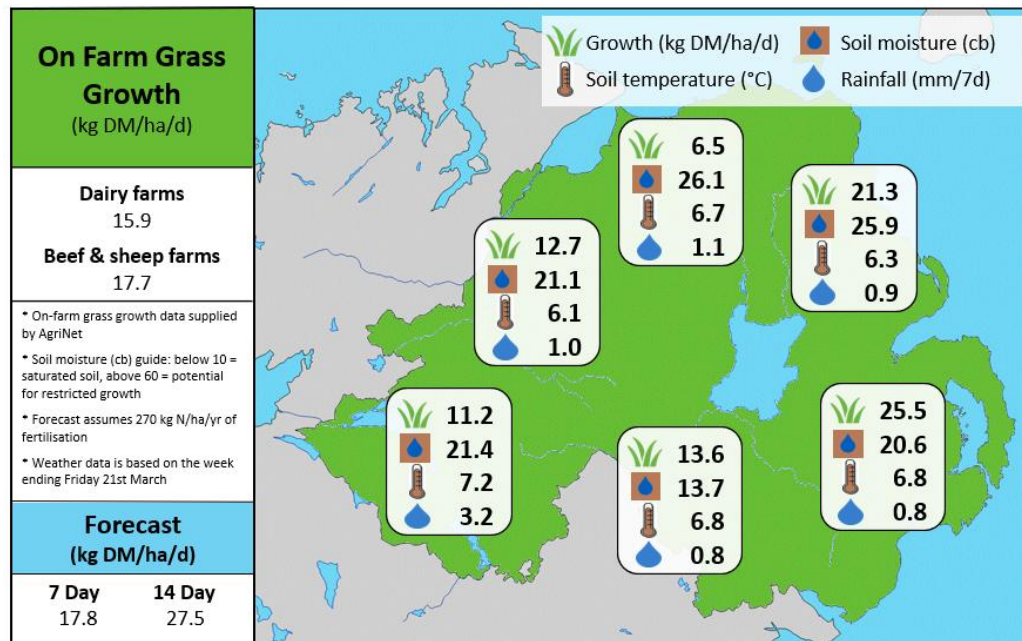 On Farm Grass
Growth
(kg DM/ha/d)
Dairy farms
15.9
Beef & sheep farms
17.7
* On-farm grass growth data supplied
by AgriNet
* Soil moisture (cb) guide: below 10 =
saturated soil, above 60 = potential
for restricted growth
* Forecast assumes 270 kg N/ha/yr of
fertilisation
* Weather data is based on the week
ending Friday 21st March
Forecast
(kg DM/ha/d)
7 Day 14 Day
17.8 27.5
Growth (kg DM/ha/d) Soil moisture (cb)
Soil temperature (°C) Rainfall (mm/7d)
6.5
26.1
6.7
1.1
21.3
25.9
6.3
0.9
12.7
21.1
6.1
1.0
11.2
21.4
7.2
3.2
13.6
13.7
6.8
0.8
25.5
20.6
6.8
0.8